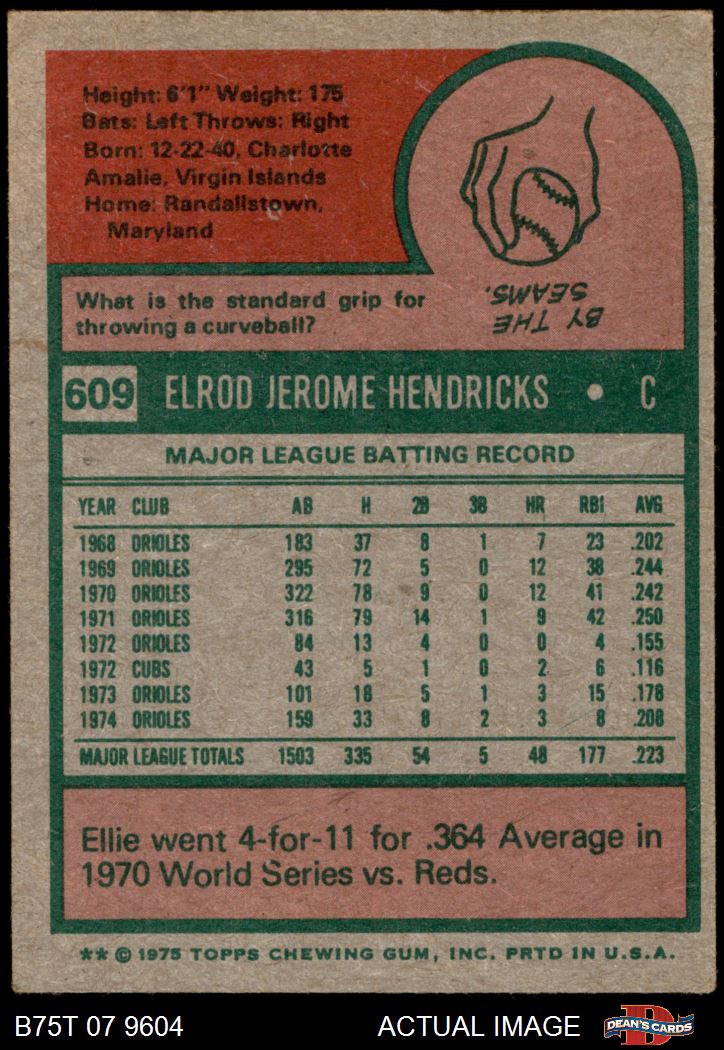 Height: 6'1" Weight: 175
Bats: Left Throws: Right
Born: 12-22-40, Charlotte
Amalie, Virgin Islands
Home: Randallstown,
Maryland
What is the standard grip for
throwing a curveball?
BY THE
SEAMS.
609 ELROD JEROME HENDRICKS • C
MAJOR LEAGUE BATTING RECORD
YEAR CLUB AB H 2B 3B HR RBI AVG
1968 ORIOLES 183 37 8 1 7 23 .202
1969 ORIOLES 295 72 5 0 12 38 .244
1970 ORIOLES 322 78 9 0 12 41 .242
1971 ORIOLES 316 79 14 1 9 42 .250
1972 ORIOLES 84 13 4 0 0 4 .155
1972 CUBS 43 5 1 0 2 6 .116
1973 ORIOLES 101 18 5 1 3 15 .178
1974 ORIOLES 159 33 8 2 3 8 .208
MAJOR LEAGUE TOTALS 1503 335 54 5 48 177 .223
Ellie went 4-for-11 for .364 Average in
1970 World Series vs. Reds.
** © 1975 TOPPS CHEWING GUM, INC. PRTD IN U.S.A.
B75T 07 9604 ACTUAL IMAGE D DEAN'S CARDS